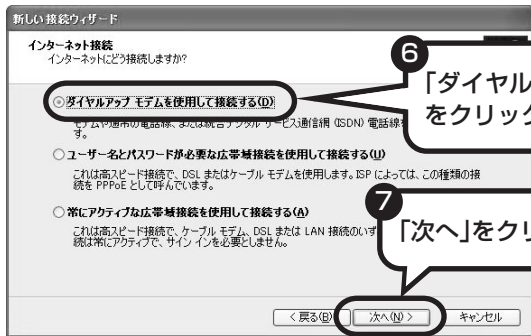 新しい接続ウィザード
インターネット接続
インターネットにどう接続しますか?
6
「ダイヤル
をクリック
ダイヤルアップ モデムを使用して接続する(D)
モデムや通常の電話線、または統合デジタル サービス通信網 (ISDN) 電話線を
す。
ユーザー名とパスワードが必要な広帯域接続を使用して接続する(U)
これは高スピード接続で、DSL またはケーブル モデムを使用します。ISP によっては、この種類の接
続を PPPoE として呼んでいます。
7
常にアクティブな広帯域接続を使用して接続する(A)
これは高スピード接続で、ケーブル モデム、DSL または LAN 接続のいず
続は常にアクティブで、サイン インを必要としません。
「次へ」をクリ
< 戻る(B)
次へ(N) >
キャンセル